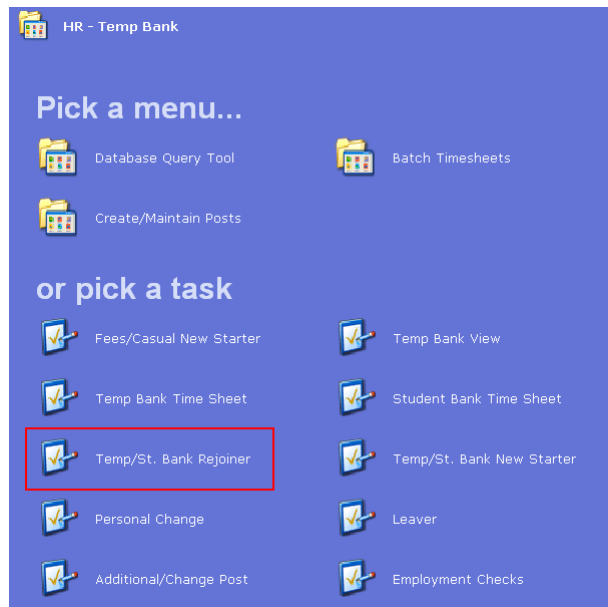 HR - Temp Bank
Pick a menu...
Database Query Tool
Batch Timesheets
Create/Maintain Posts
or pick a task
Fees/Casual New Starter
Temp Bank View
Temp Bank Time Sheet
Student Bank Time Sheet
Temp/St. Bank Rejoiner
Temp/St. Bank New Starter
Personal Change
Leaver
Additional/Change Post
Employment Checks